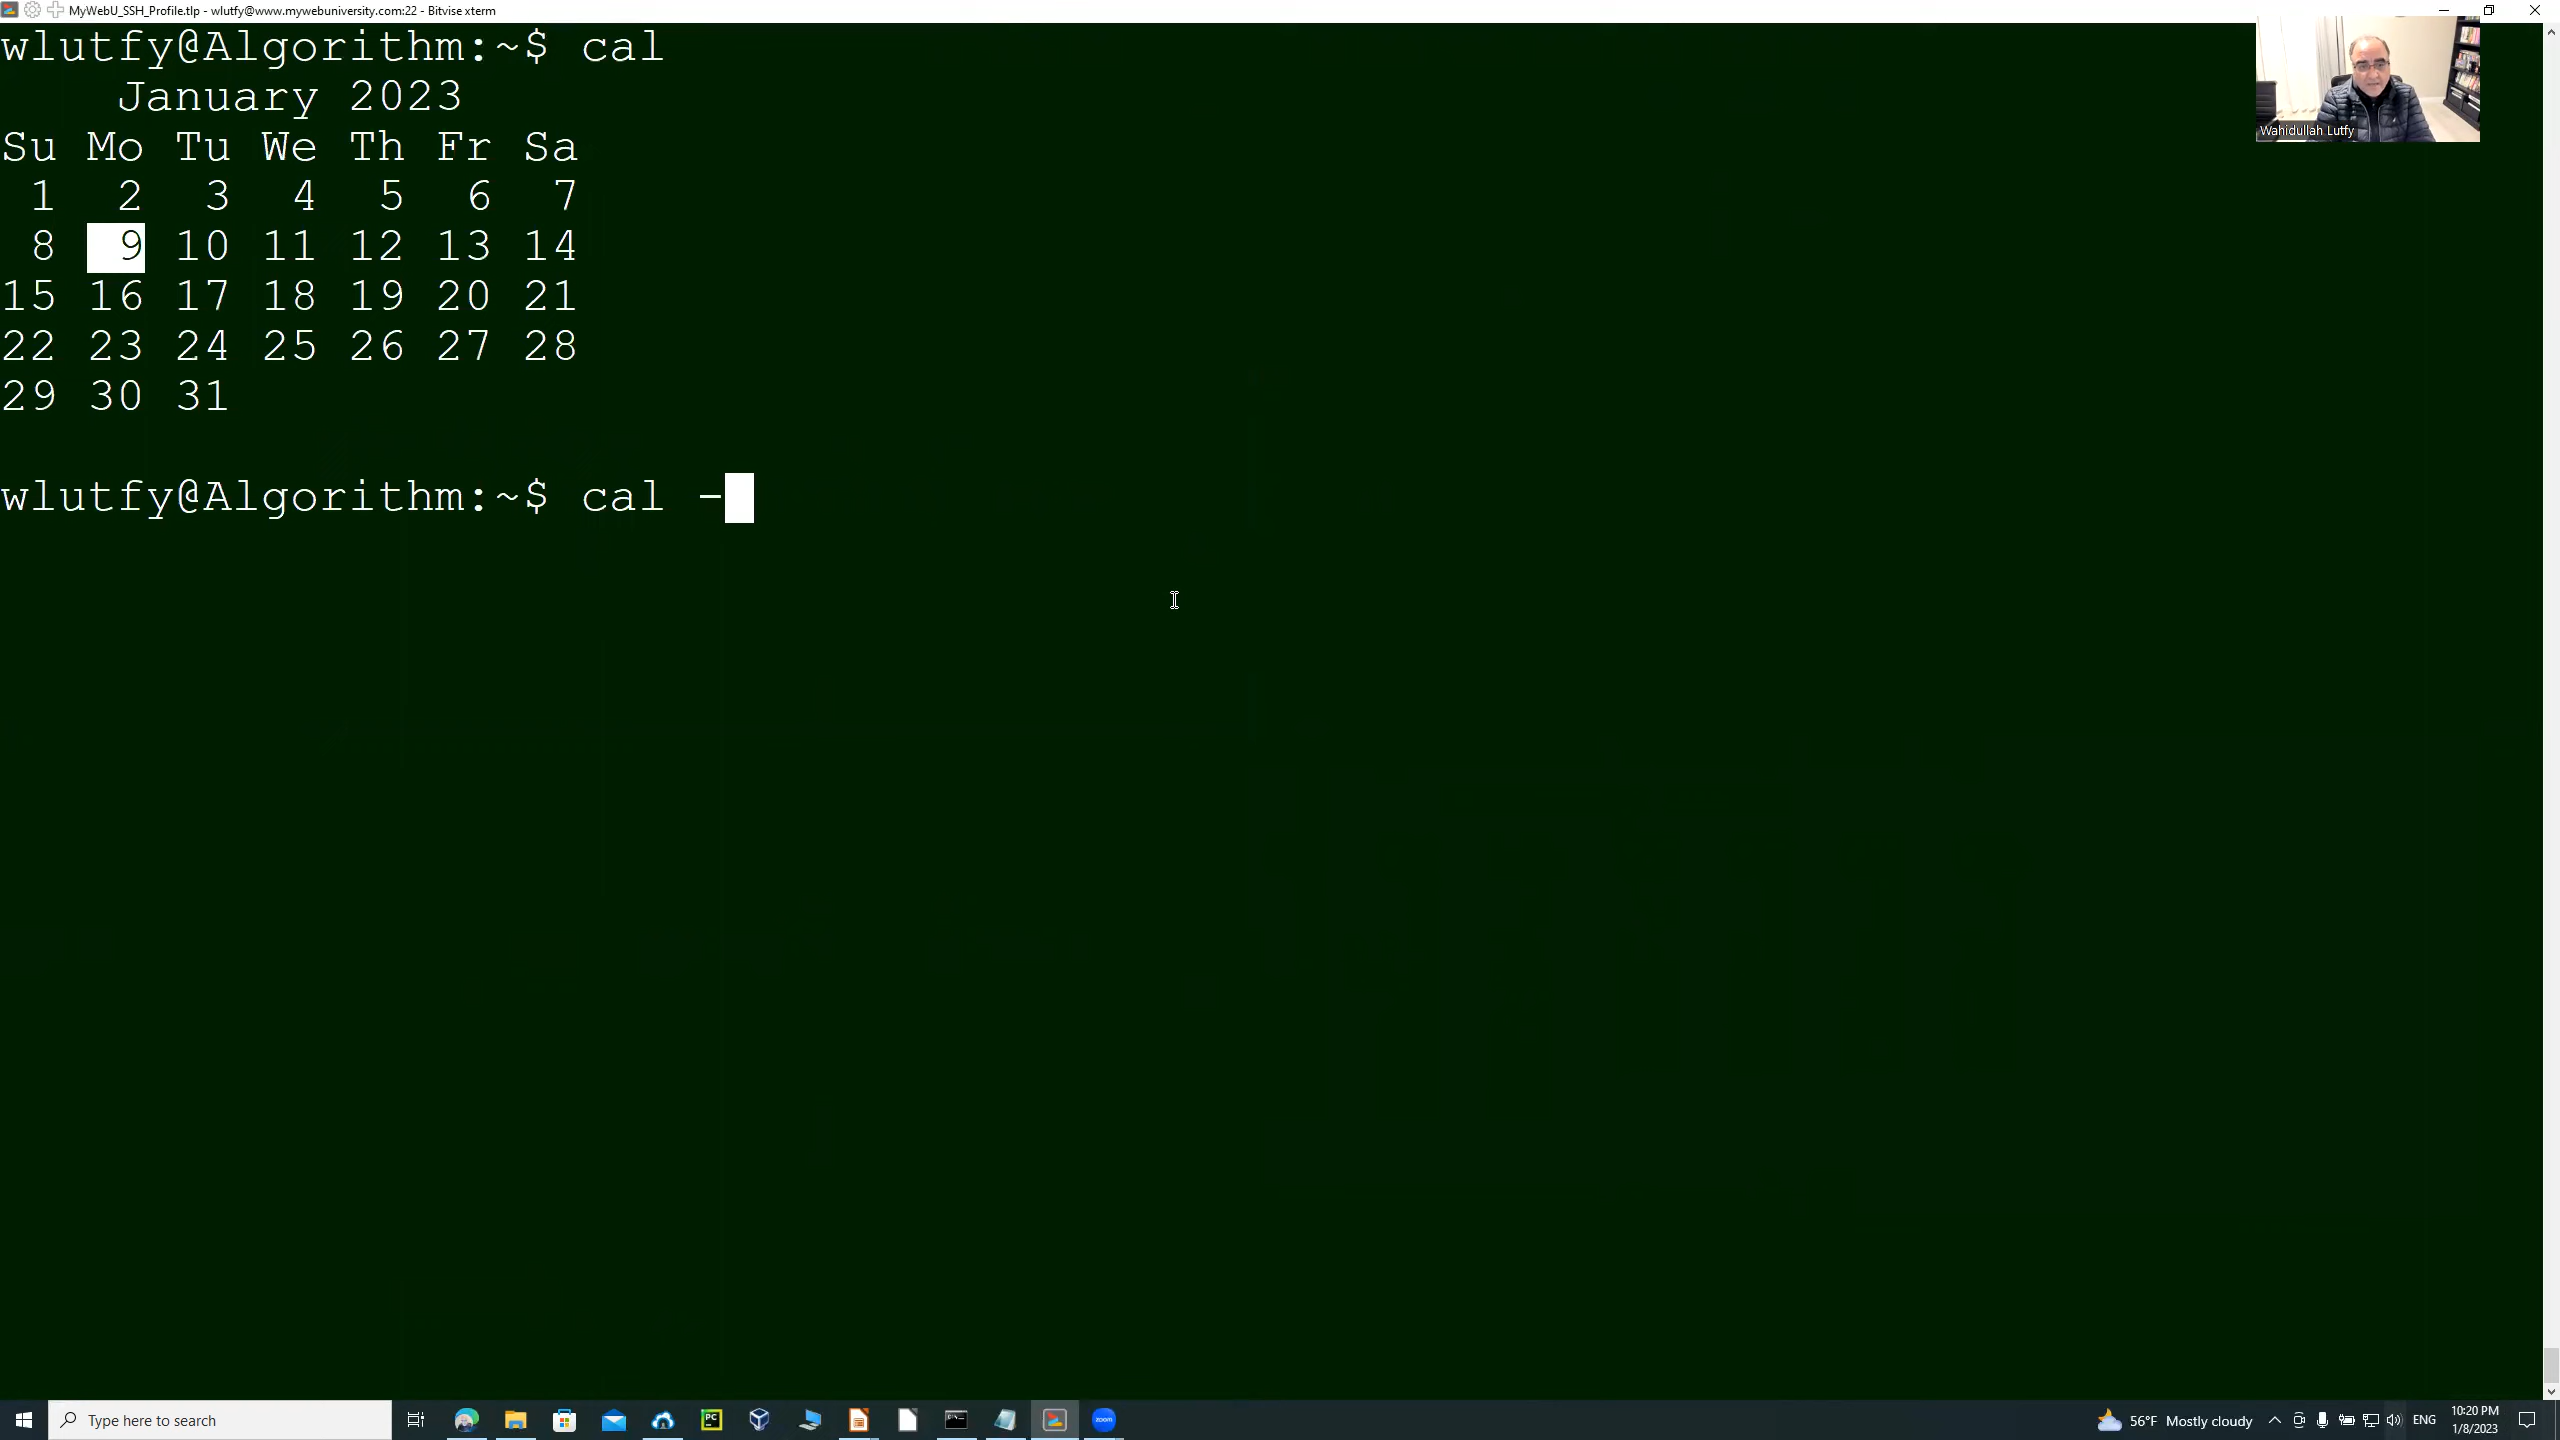 MyWebU_SSH_Profile.tlp - wlutfy@www.mywebuniversity.com:22 - Bitvise xterm
wlutfy@Algorithm:~$ cal
January 2023
Su Mo Tu We Th Fr Sa
1 2 3 4 5 6 7
8 9 10 11 12 13 14
15 16 17 18 19 20 21
22 23 24 25 26 27 28
29 30 31
wlutfy@Algorithm:~$ cal -
Wahidullah Lutfy
Type here to search
PC
zoom
56°F Mostly cloudy
ENG
10:20 PM
1/8/2023